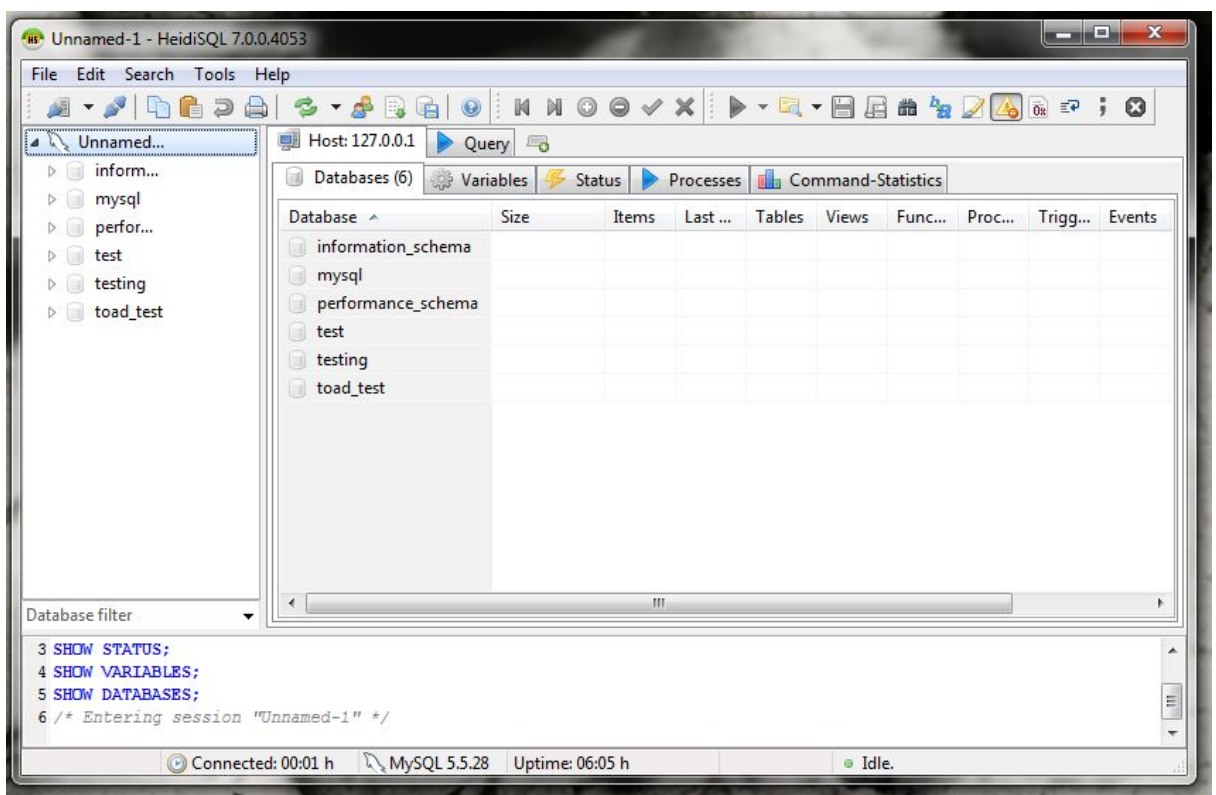 Unnamed-1 - HeidiSQL 7.0.0.4053
File Edit Search Tools Help
Unnamed...
inform...
mysql
perfor...
test
testing
toad_test
Database filter
Host: 127.0.0.1 Query
Databases (6) Variables Status Processes Command-Statistics
Database Size Items Last ... Tables Views Func... Proc... Trigg... Events
information_schema
mysql
performance_schema
test
testing
toad_test
3 SHOW STATUS;
4 SHOW VARIABLES;
5 SHOW DATABASES;
6 /* Entering session "Unnamed-1" */
Connected: 00:01 h MySQL 5.5.28 Uptime: 06:05 h Idle.